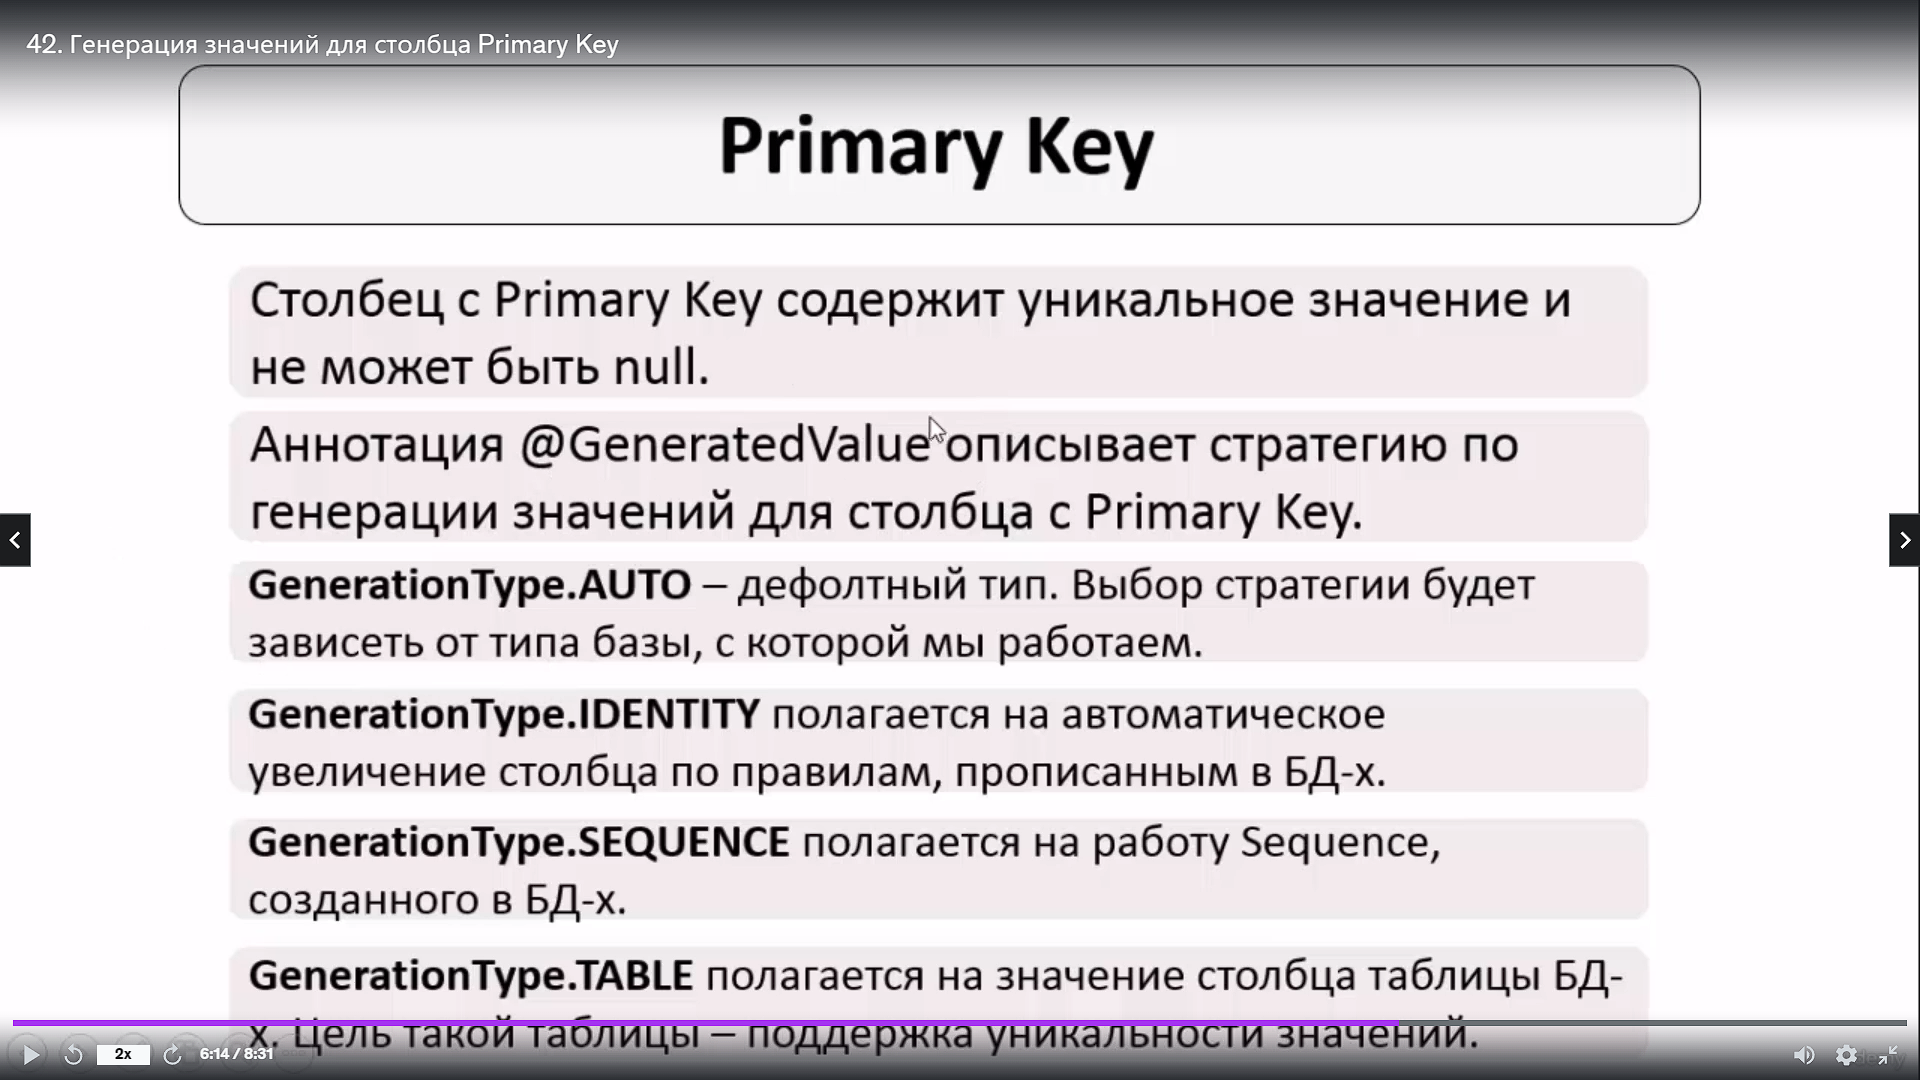 42. Генерация значений для столбца Primary Key
Primary Key
Столбец с Primary Key содержит уникальное значение и
не может быть null.
Аннотация @GeneratedValue описывает стратегию по
генерации значений для столбца с Primary Key.
GenerationType.AUTO – дефолтный тип. Выбор стратегии будет
зависеть от типа базы, с которой мы работаем.
GenerationType.IDENTITY полагается на автоматическое
увеличение столбца по правилам, прописанным в БД-х.
GenerationType.SEQUENCE полагается на работу Sequence,
созданного в БД-х.
GenerationType.TABLE полагается на значение столбца таблицы БД-
х. Цель такой таблицы – поддержка уникальности значений.
2x
6:14 / 8:31